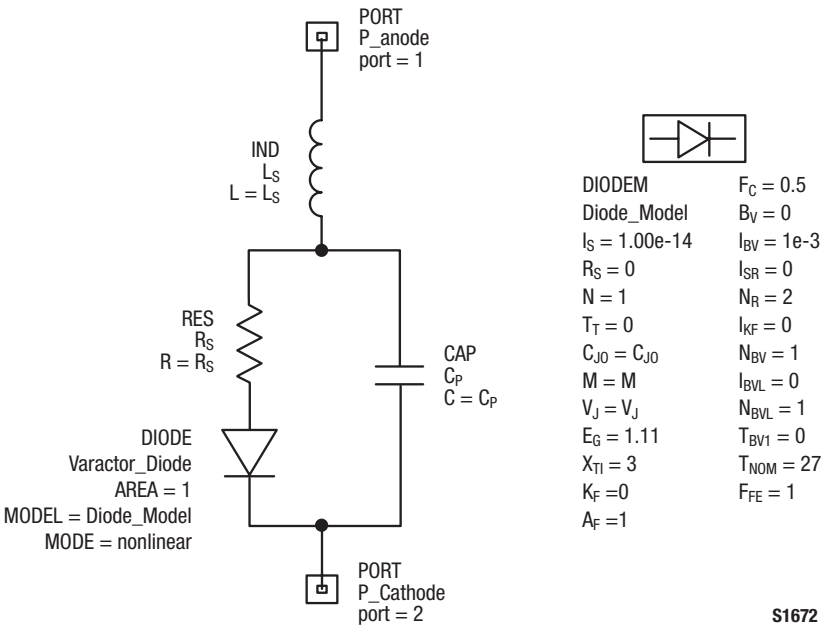 PORT
P_anode
port = 1
IND
LS
L = LS
RES
RS
R = RS
CAP
CP
C = CP
DIODE
Varactor_Diode
AREA = 1
MODEL = Diode_Model
MODE = nonlinear
PORT
P_Cathode
port = 2
DIODEM
Diode_Model
IS = 1.00e-14
RS = 0
N = 1
TT = 0
CJO = CJO
M = M
VJ = VJ
EG = 1.11
XTI = 3
KF =0
AF =1
FC = 0.5
BV = 0
IBV = 1e-3
ISR = 0
NR = 2
IKF = 0
NBV = 1
IBVL = 0
NBVL = 1
TBV1 = 0
TNOM = 27
FFE = 1
S1672